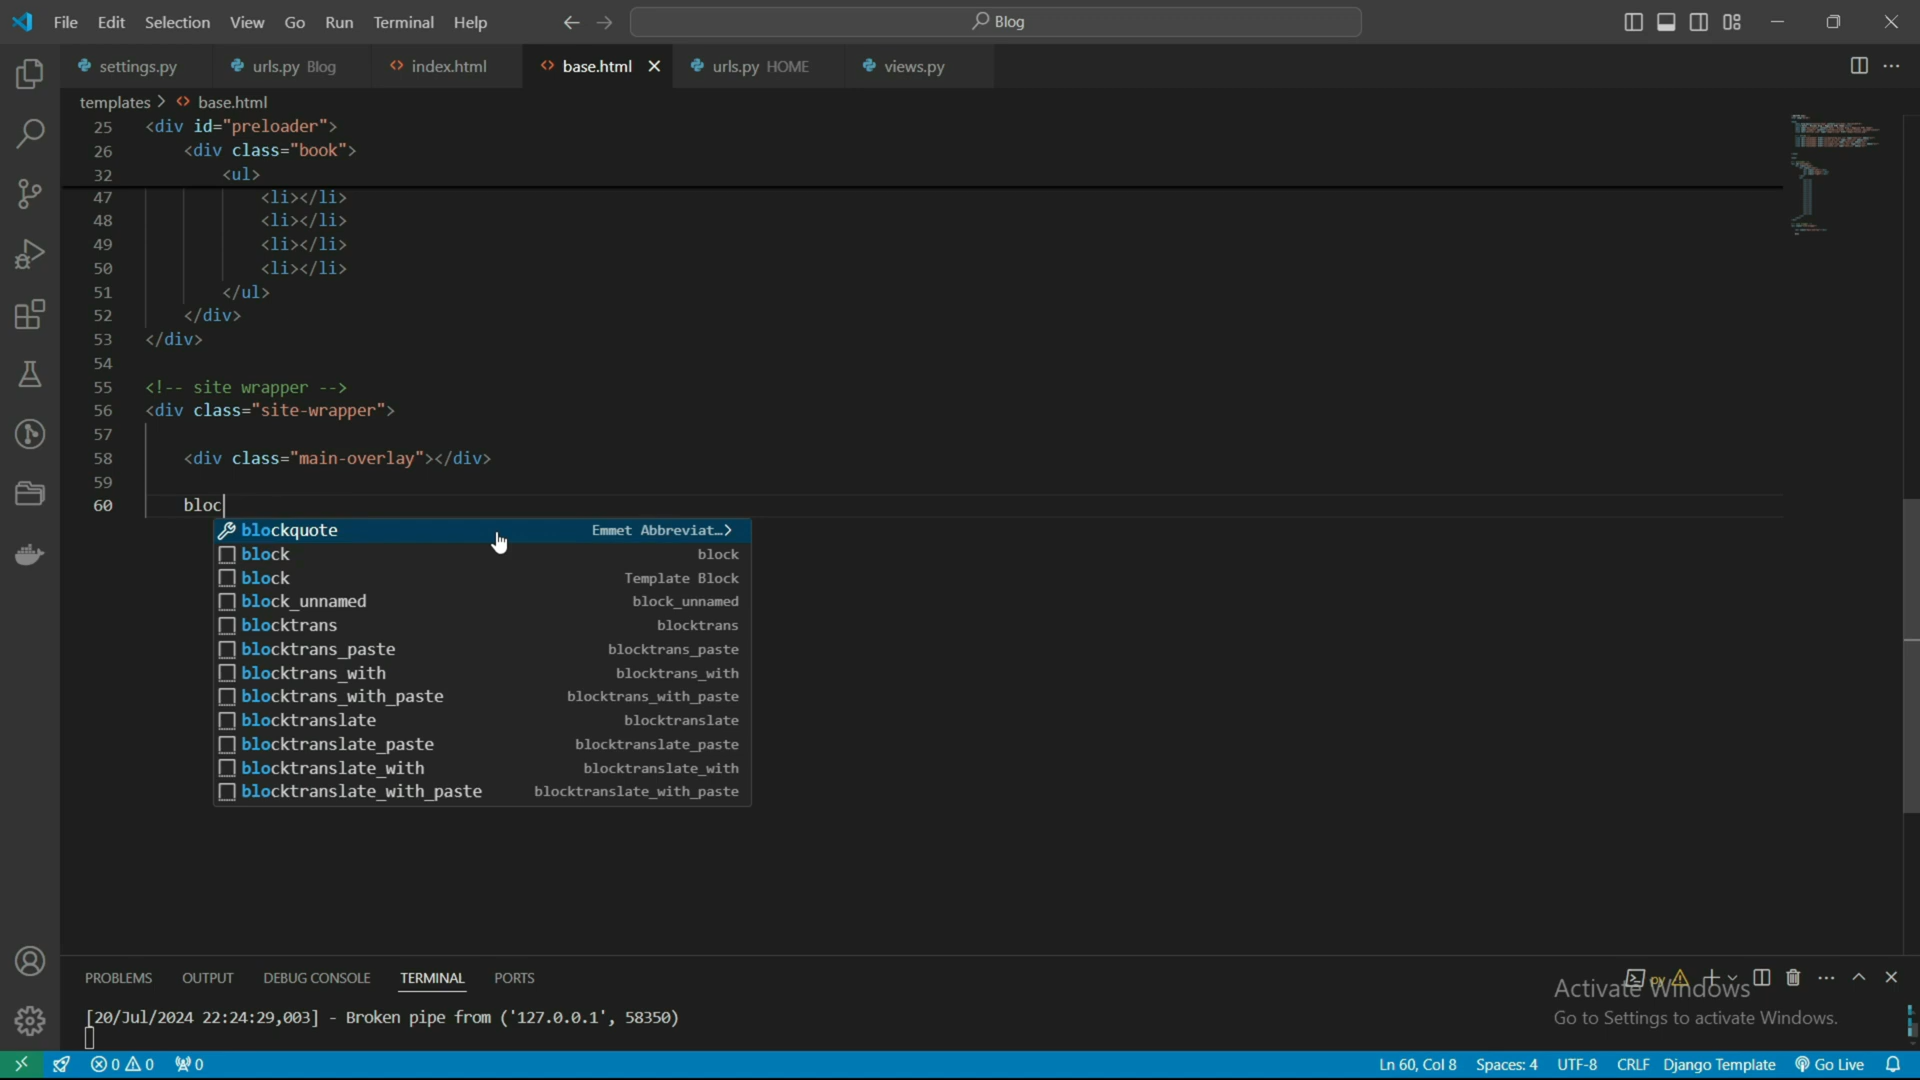 File Edit Selection View Go Run Terminal Help
Blog
settings.py
urls.py Blog
index.html
base.html
urls.py HOME
views.py
templates > base.html
25 <div id="preloader">
26 <div class="book">
32 <ul>
47 <li></li>
48 <li></li>
49 <li></li>
50 <li></li>
51 </ul>
52 </div>
53 </div>
54
55 <!-- site wrapper -->
56 <div class="site-wrapper">
57
58 <div class="main-overlay"></div>
59
60 bloc
blockquote Emmet Abbreviat…>
block block
block Template Block
block_unnamed block_unnamed
blocktrans blocktrans
blocktrans_paste blocktrans_paste
blocktrans_with blocktrans_with
blocktrans_with_paste blocktrans_with_paste
blocktranslate blocktranslate
blocktranslate_paste blocktranslate_paste
blocktranslate_with blocktranslate_with
blocktranslate_with_paste blocktranslate_with_paste
PROBLEMS OUTPUT DEBUG CONSOLE TERMINAL PORTS
py
Activate Windows
Go to Settings to activate Windows.
[20/Jul/2024 22:24:29,003] - Broken pipe from ('127.0.0.1', 58350)
0 0 0
Ln 60, Col 8 Spaces: 4 UTF-8 CRLF Django Template Go Live